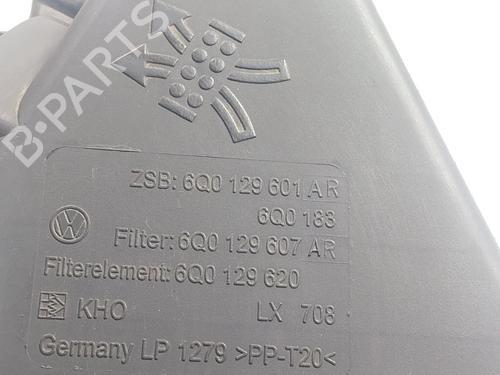 B-PARTS
ZSB: 6Q0 129 601 AR
6Q0 183
Filter: 6Q0 129 607 AR
Filterelement: 6Q0 129 620
KHO LX 708
Germany LP 1279 >PP-T20<